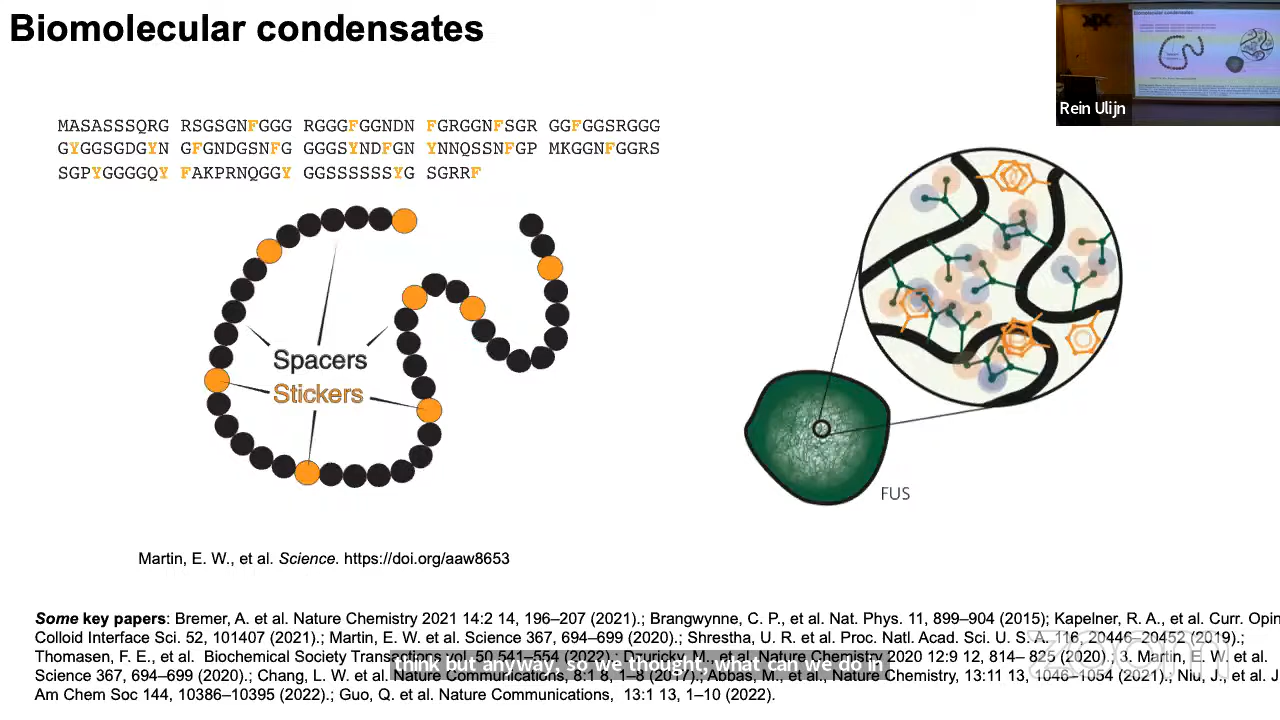 Biomolecular condensates
Rein Ulijn
MASASSSQRG RSGSGNFGGG RGGGFGGNDN FGRGGNFSGR GGFGGSRGGG
GYGGSGDGYN GFGNDGSNFG GGGSYNDFGN YNNQSSNFGP MKGGNFGGRS
SGPYGGGGQY FAKPRNQGGY GGSSSSSSYG SGRRF
Spacers
Stickers
FUS
Martin, E. W., et al. Science. https://doi.org/aaw8653
Some key papers: Bremer, A. et al. Nature Chemistry 2021 14:2 14, 196–207 (2021).; Brangwynne, C. P., et al. Nat. Phys. 11, 899–904 (2015); Kapelner, R. A., et al. Curr. Opin
Colloid Interface Sci. 52, 101407 (2021).; Martin, E. W. et al. Science 367, 694–699 (2020).; Shrestha, U. R. et al. Proc. Natl. Acad. Sci. U. S. A. 116, 20446–20452 (2019).;
Thomasen, F. E., et al. Biochemical Society Transactions vol. 50 541–554 (2022).; Dzuricky, M., et al. Nature Chemistry 2020 12:9 12, 814– 825 (2020).; 3. Martin, E. W. et al.
Science 367, 694–699 (2020).; Chang, L. W. et al. Nature Communications, 8:1 8, 1–8 (2017).; Abbas, M., et al., Nature Chemistry, 13:11 13, 1046–1054 (2021).; Niu, J., et al. J
Am Chem Soc 144, 10386–10395 (2022).; Guo, Q. et al. Nature Communications, 13:1 13, 1–10 (2022).
think but anyway, so we thought, what can we do in
zoom